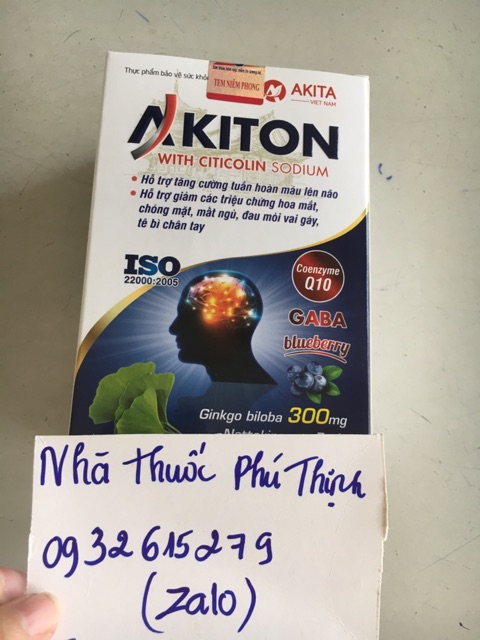 Thực phẩm bảo vệ sức
TEM NIÊM PHONG
AKITA
VIỆT NAM
AKITON
WITH CITICOLIN SODIUM
• Hỗ trợ tăng cường tuần hoàn máu lên não
• Hỗ trợ giảm các triệu chứng hoa mắt,
chóng mặt, mất ngủ, đau mỏi vai gáy,
tê bì chân tay
ISO
22000:2005
Coenzyme
Q10
GABA
blueberry
Ginkgo biloba 300mg
Nhà thuốc Phú Thịnh
0932615279
(Zalo)